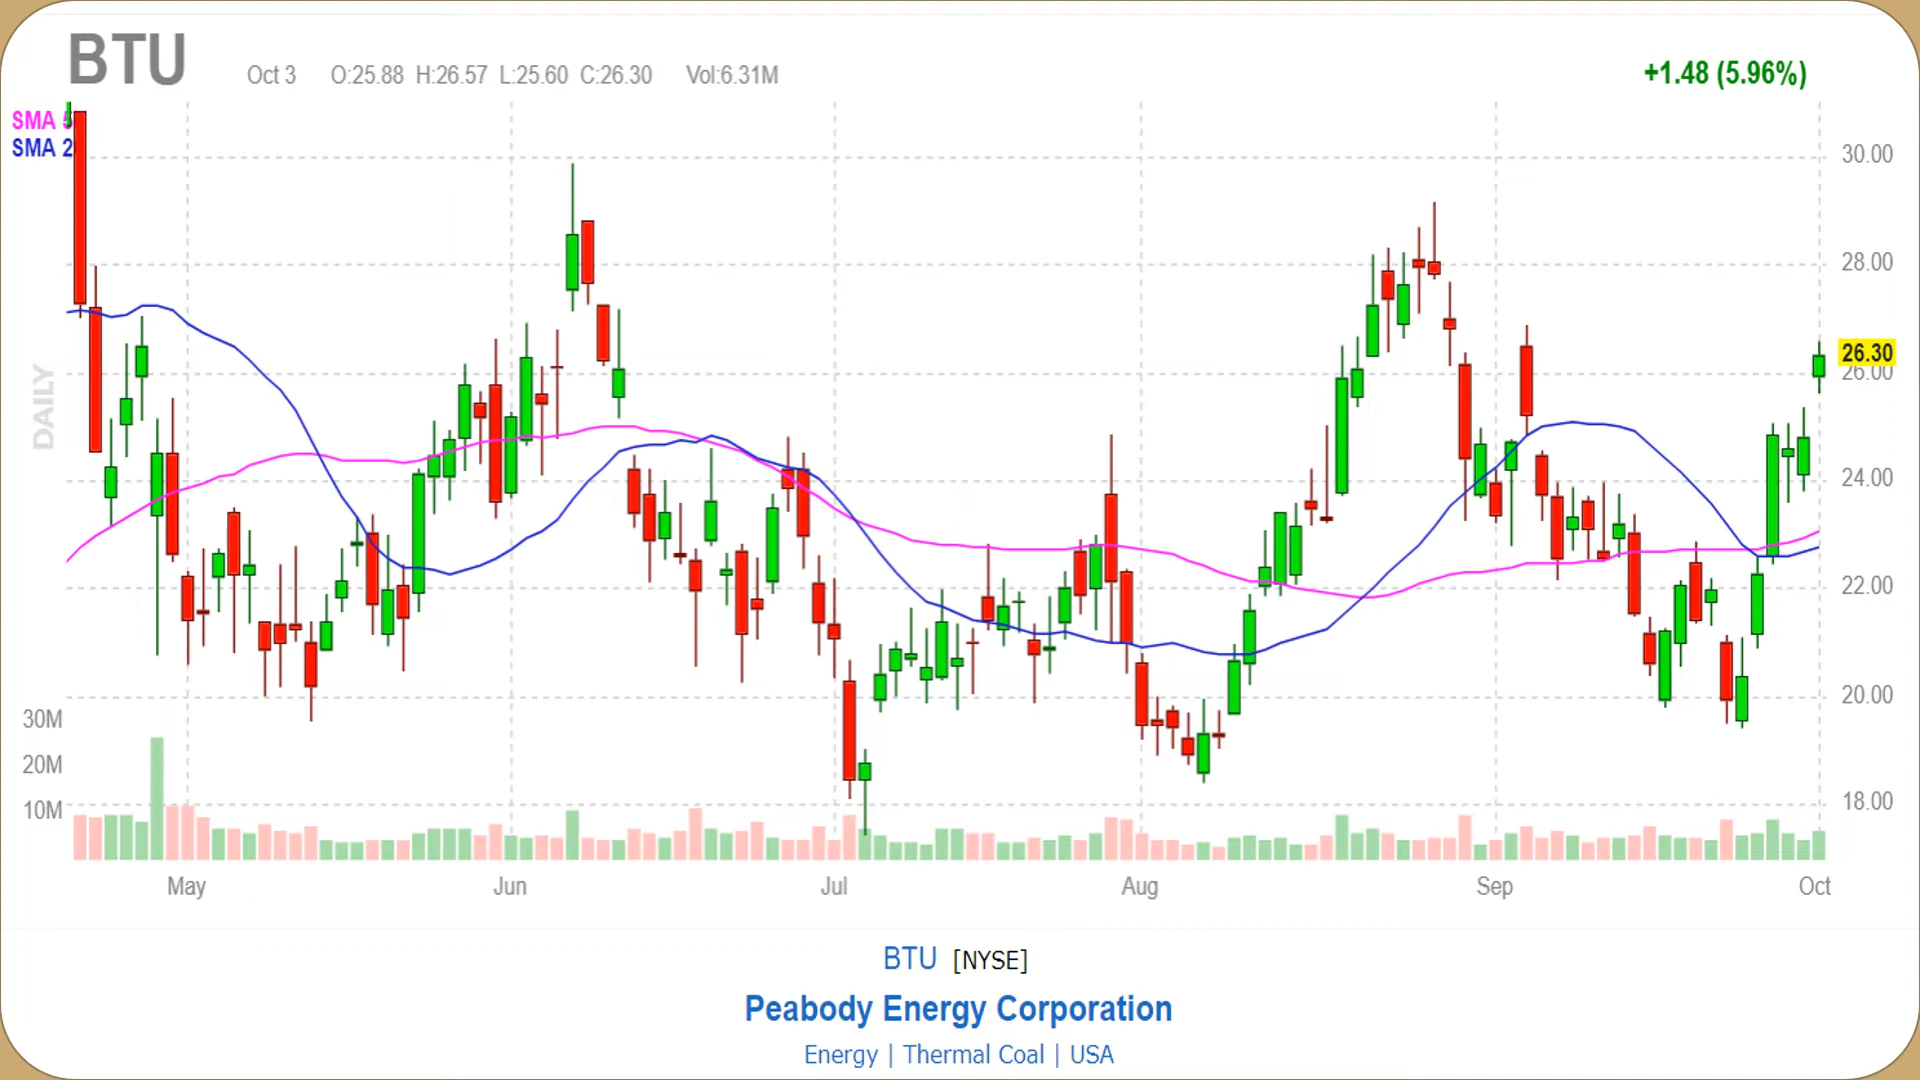 BTU Oct 3 O:25.88 H:26.57 L:25.60 C:26.30 Vol:6.31M +1.48 (5.96%)
SMA
SMA 2
30.00
28.00
26.30
26.00
24.00
22.00
20.00
18.00
DAILY
30M
20M
10M
May Jun Jul Aug Sep Oct
BTU [NYSE]
Peabody Energy Corporation
Energy | Thermal Coal | USA